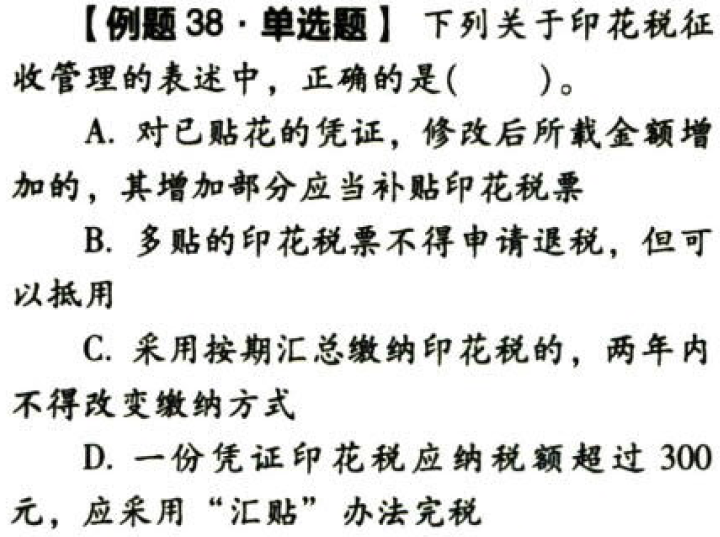 【例题 38·单选题】 下列关于印花税征
收管理的表述中，正确的是(　　)。
A. 对已贴花的凭证，修改后所载金额增
加的，其增加部分应当补贴印花税票
B. 多贴的印花税票不得申请退税，但可
以抵用
C. 采用按期汇总缴纳印花税的，两年内
不得改变缴纳方式
D. 一份凭证印花税应纳税额超过 300
元，应采用“汇贴”办法完税